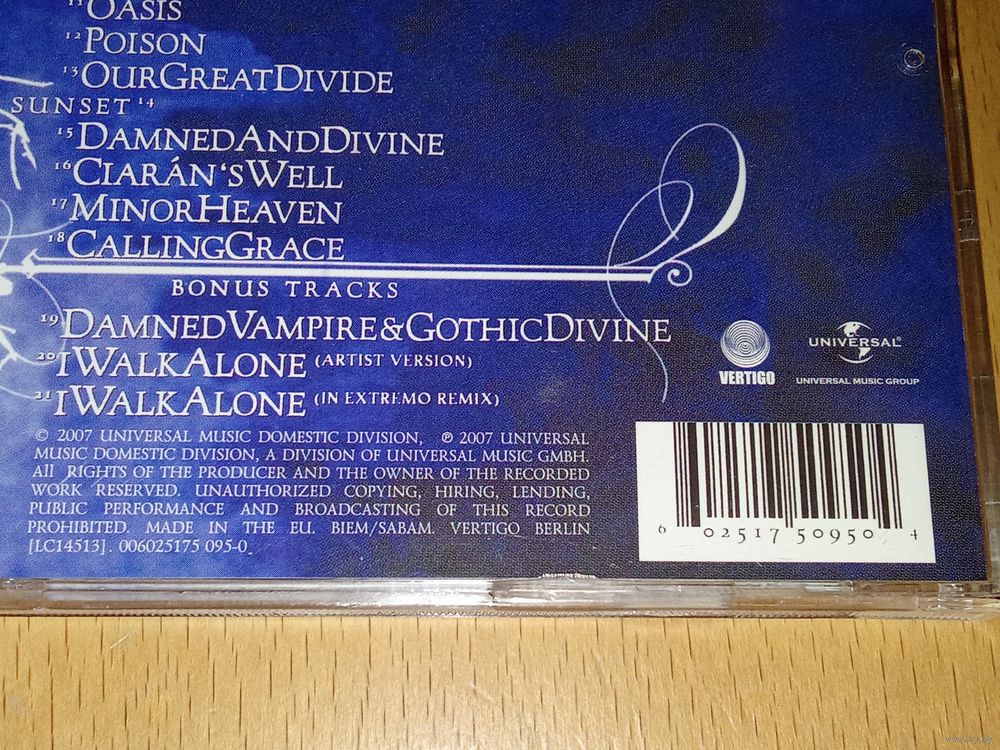 11 OASIS
12 POISON
13 OURGREATDIVIDE
SUNSET 14
15 DAMNEDANDDIVINE
16 CIARÁN'SWELL
17 MINORHEAVEN
18 CALLINGGRACE
BONUS TRACKS
19 DAMNEDVAMPIRE&GOTHICDIVINE
20 IWALKALONE (ARTIST VERSION)
21 IWALKALONE (IN EXTREMO REMIX)
VERTIGO
UNIVERSAL
UNIVERSAL MUSIC GROUP
© 2007 UNIVERSAL MUSIC DOMESTIC DIVISION, ℗ 2007 UNIVERSAL
MUSIC DOMESTIC DIVISION, A DIVISION OF UNIVERSAL MUSIC GMBH.
All RIGHTS OF THE PRODUCER AND THE OWNER OF THE RECORDED
WORK RESERVED. UNAUTHORIZED COPYING, HIRING, LENDING,
PUBLIC PERFORMANCE AND BROADCASTING OF THIS RECORD
PROHIBITED. MADE IN THE EU. BIEM/SABAM. VERTIGO BERLIN
[LC14513]. 006025175 095-0
6 02517 50950 4